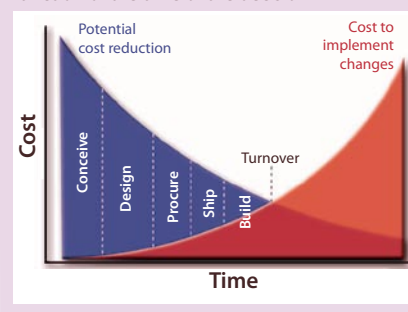 Potential
cost reduction
Cost to
implement
changes
Cost
Conceive
Design
Procure
Ship
Build
Turnover
Time